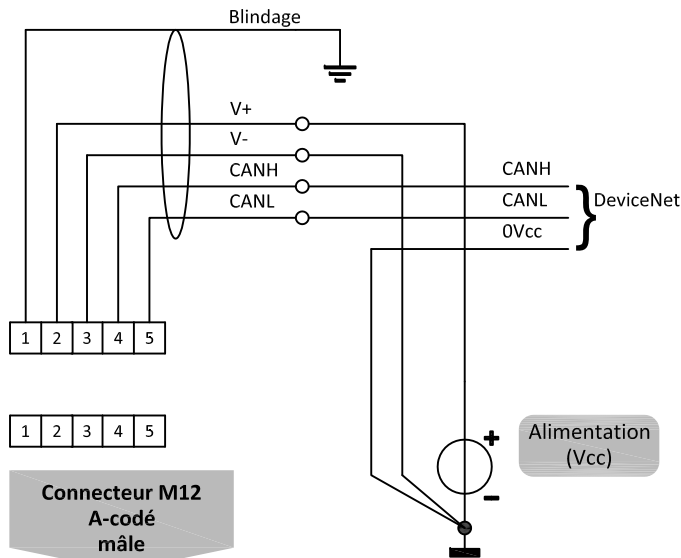 Blindage
V+
V-
CANH
CANL
CANH
CANL
0Vcc
DeviceNet
1 2 3 4 5
1 2 3 4 5
+
Alimentation
(Vcc)
−
Connecteur M12
A-codé
mâle